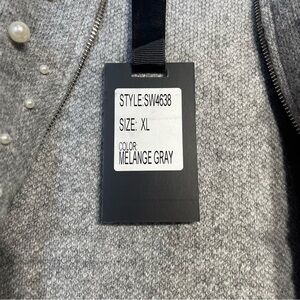 STYLE:SW4638
SIZE: XL
COLOR
MELANGE GRAY